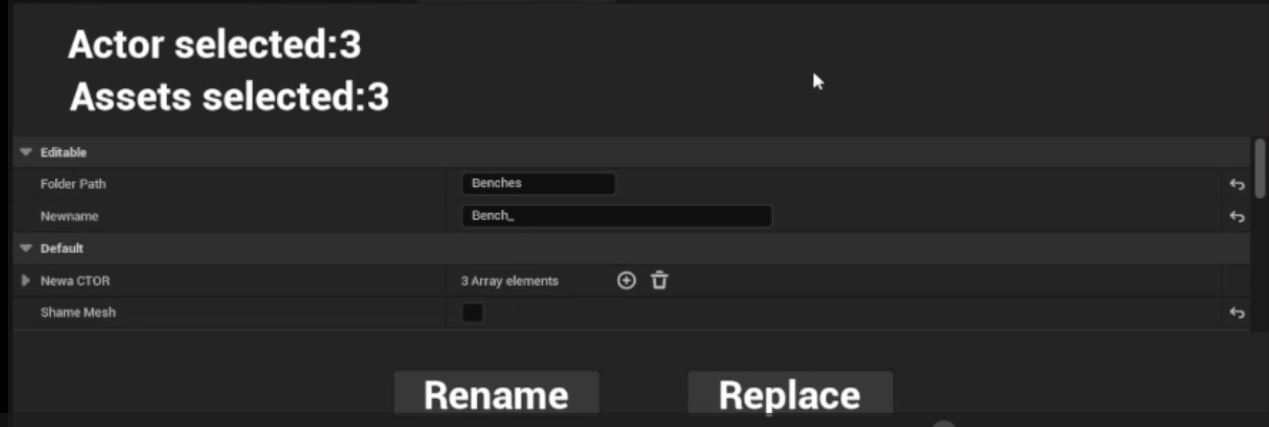 Actor selected:3
Assets selected:3
Editable
Folder Path Benches
Newname Bench_
Default
Newa CTOR 3 Array elements
Shame Mesh
Rename Replace